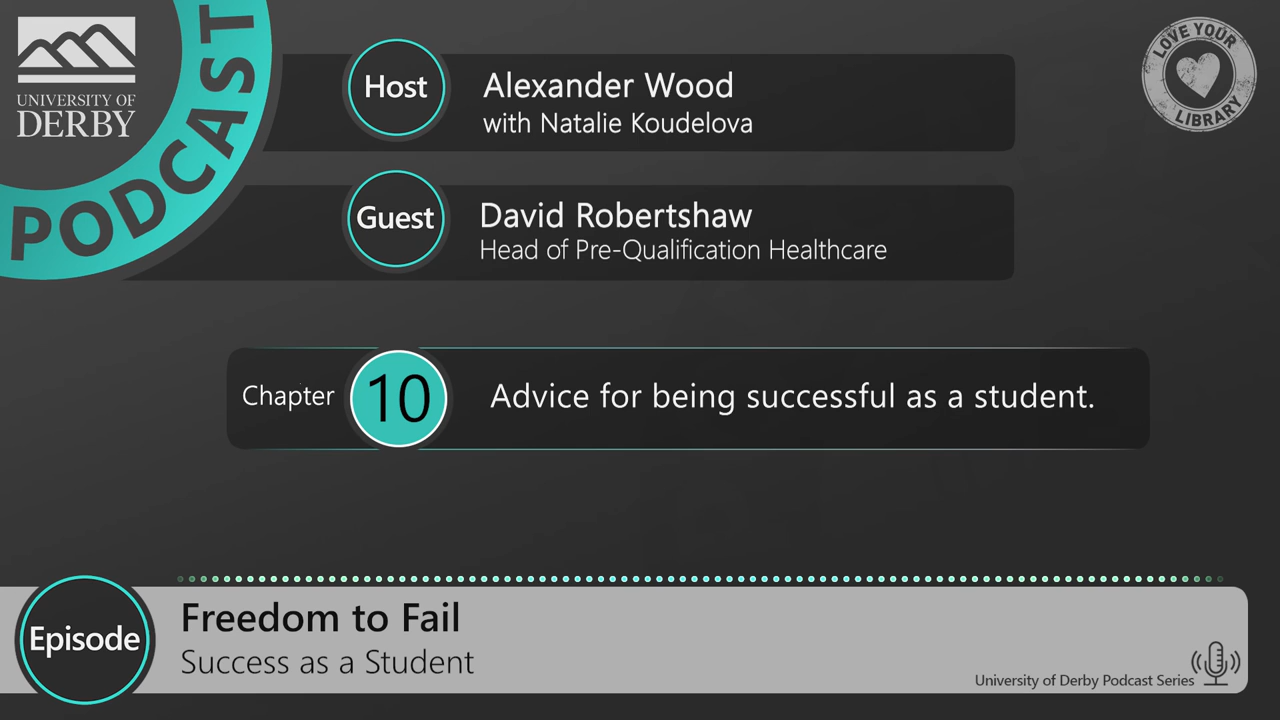 UNIVERSITY OF
DERBY
PODCAST
LOVE YOUR
LIBRARY
Host
Alexander Wood
with Natalie Koudelova
Guest
David Robertshaw
Head of Pre-Qualification Healthcare
Chapter
10
Advice for being successful as a student.
Episode
Freedom to Fail
Success as a Student
University of Derby Podcast Series